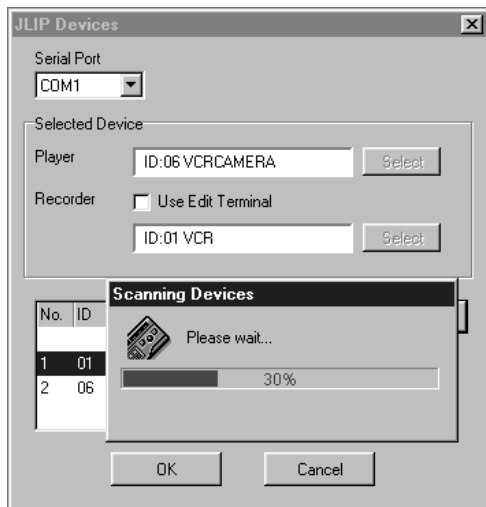 JLIP Devices
Serial Port
COM1
Selected Device
Player ID:06 VCRCAMERA Select
Recorder Use Edit Terminal
ID:01 VCR Select
Scanning Devices
No. ID
Please wait...
1 01
30%
2 06
OK Cancel